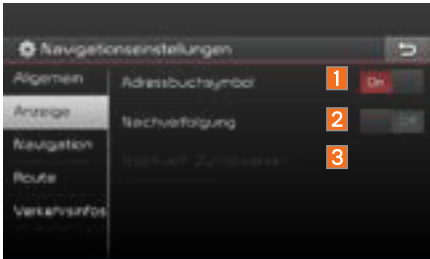 Navigationseinstellungen
Allgemein
Adressbuchsymbol
1
On
Anzeige
Nachverfolgung
2
Off
Navigation
3
Route
Verkehrsinfos